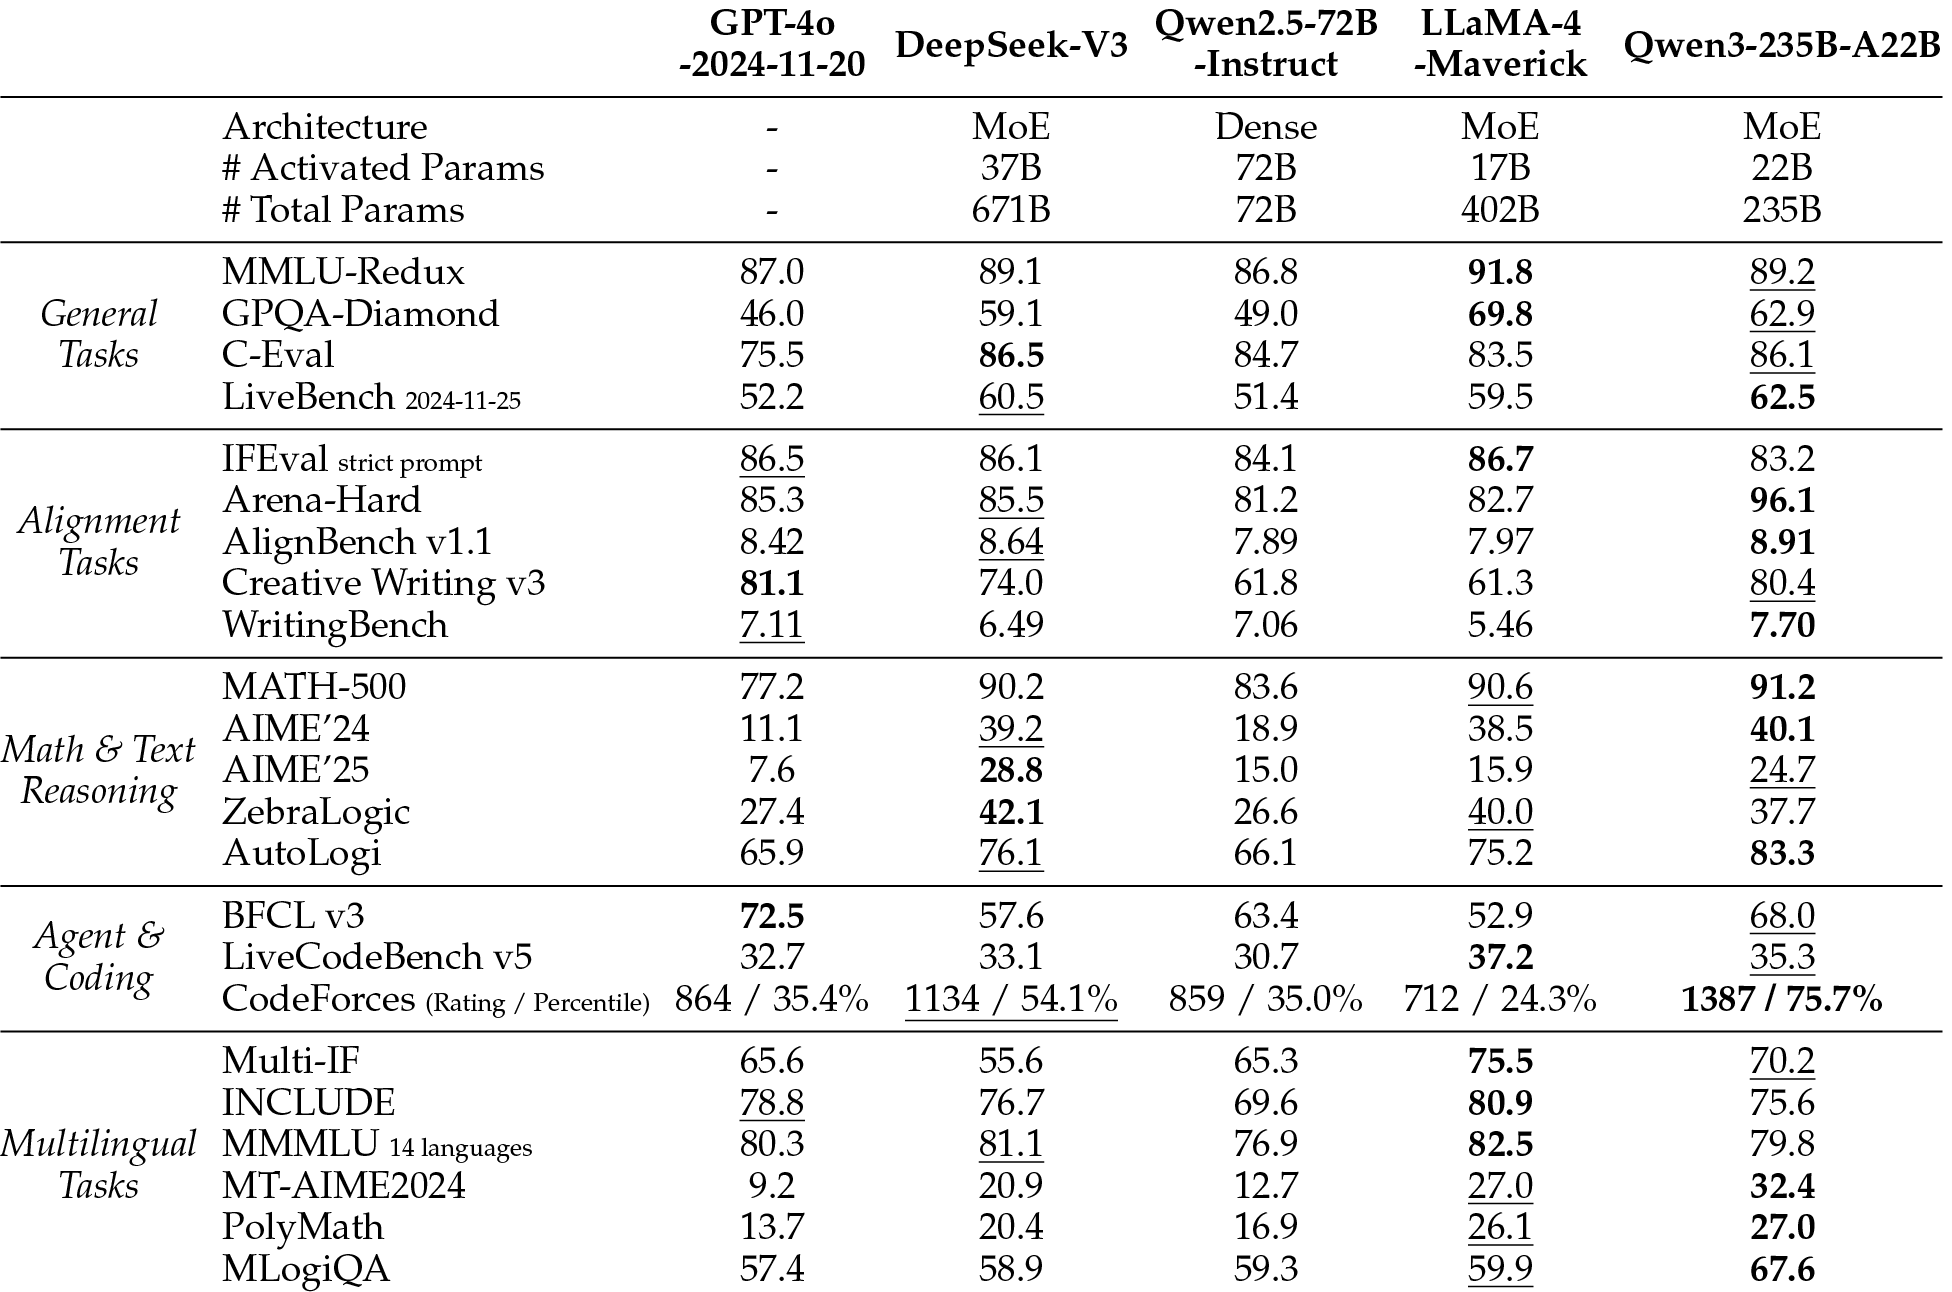 GPT-4o -2024-11-20 DeepSeek-V3 Qwen2.5-72B -Instruct LLaMA-4 -Maverick Qwen3-235B-A22B
Architecture - MoE Dense MoE MoE
# Activated Params - 37B 72B 17B 22B
# Total Params - 671B 72B 402B 235B
General Tasks
MMLU-Redux 87.0 89.1 86.8 91.8 89.2
GPQA-Diamond 46.0 59.1 49.0 69.8 62.9
C-Eval 75.5 86.5 84.7 83.5 86.1
LiveBench 2024-11-25 52.2 60.5 51.4 59.5 62.5
Alignment Tasks
IFEval strict prompt 86.5 86.1 84.1 86.7 83.2
Arena-Hard 85.3 85.5 81.2 82.7 96.1
AlignBench v1.1 8.42 8.64 7.89 7.97 8.91
Creative Writing v3 81.1 74.0 61.8 61.3 80.4
WritingBench 7.11 6.49 7.06 5.46 7.70
Math & Text Reasoning
MATH-500 77.2 90.2 83.6 90.6 91.2
AIME’24 11.1 39.2 18.9 38.5 40.1
AIME’25 7.6 28.8 15.0 15.9 24.7
ZebraLogic 27.4 42.1 26.6 40.0 37.7
AutoLogi 65.9 76.1 66.1 75.2 83.3
Agent & Coding
BFCL v3 72.5 57.6 63.4 52.9 68.0
LiveCodeBench v5 32.7 33.1 30.7 37.2 35.3
CodeForces (Rating / Percentile) 864 / 35.4% 1134 / 54.1% 859 / 35.0% 712 / 24.3% 1387 / 75.7%
Multilingual Tasks
Multi-IF 65.6 55.6 65.3 75.5 70.2
INCLUDE 78.8 76.7 69.6 80.9 75.6
MMMLU 14 languages 80.3 81.1 76.9 82.5 79.8
MT-AIME2024 9.2 20.9 12.7 27.0 32.4
PolyMath 13.7 20.4 16.9 26.1 27.0
MLogiQA 57.4 58.9 59.3 59.9 67.6